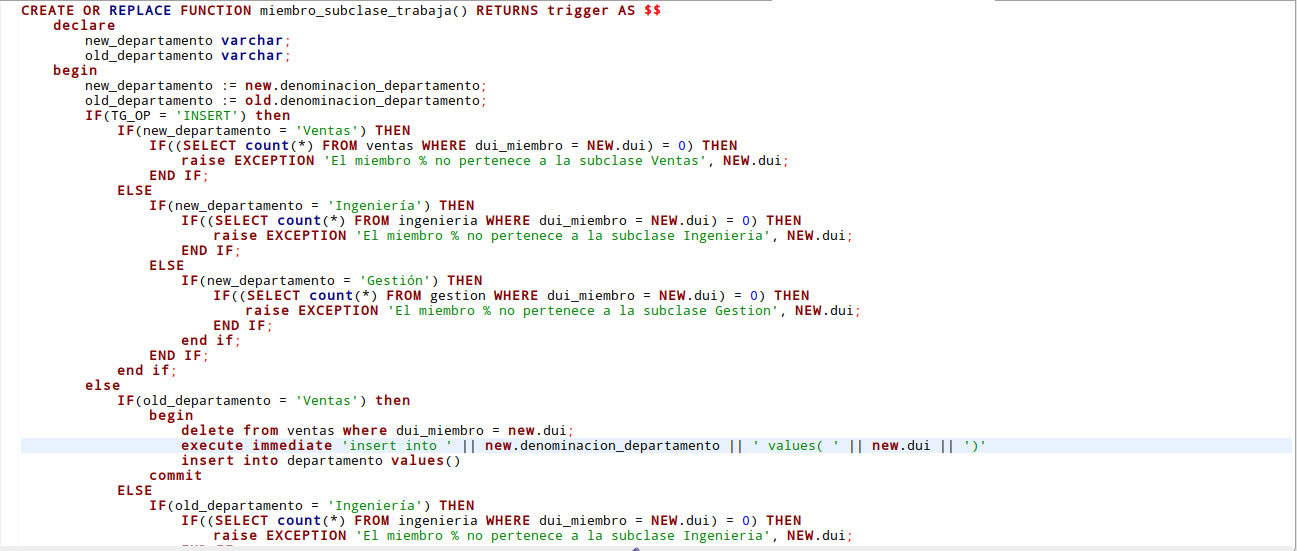 CREATE OR REPLACE FUNCTION miembro_subclase_trabaja() RETURNS trigger AS $$
    declare
        new_departamento varchar;
        old_departamento varchar;
    begin
        new_departamento := new.denominacion_departamento;
        old_departamento := old.denominacion_departamento;
        IF(TG_OP = 'INSERT') then
            IF(new_departamento = 'Ventas') THEN
                IF((SELECT count(*) FROM ventas WHERE dui_miembro = NEW.dui) = 0) THEN
                    raise EXCEPTION 'El miembro % no pertenece a la subclase Ventas', NEW.dui;
                END IF;
            ELSE
                IF(new_departamento = 'Ingeniería') THEN
                    IF((SELECT count(*) FROM ingenieria WHERE dui_miembro = NEW.dui) = 0) THEN
                        raise EXCEPTION 'El miembro % no pertenece a la subclase Ingenieria', NEW.dui;
                    END IF;
                ELSE
                    IF(new_departamento = 'Gestión') THEN
                        IF((SELECT count(*) FROM gestion WHERE dui_miembro = NEW.dui) = 0) THEN
                            raise EXCEPTION 'El miembro % no pertenece a la subclase Gestion', NEW.dui;
                        END IF;
                    end if;
                END IF;
            end if;
        else
            IF(old_departamento = 'Ventas') then
                begin
                    delete from ventas where dui_miembro = new.dui;
                    execute immediate 'insert into ' || new.denominacion_departamento || ' values( ' || new.dui || ')'
                    insert into departamento values()
                commit
            ELSE
                IF(old_departamento = 'Ingeniería') THEN
                    IF((SELECT count(*) FROM ingenieria WHERE dui_miembro = NEW.dui) = 0) THEN
                        raise EXCEPTION 'El miembro % no pertenece a la subclase Ingenieria', NEW.dui;